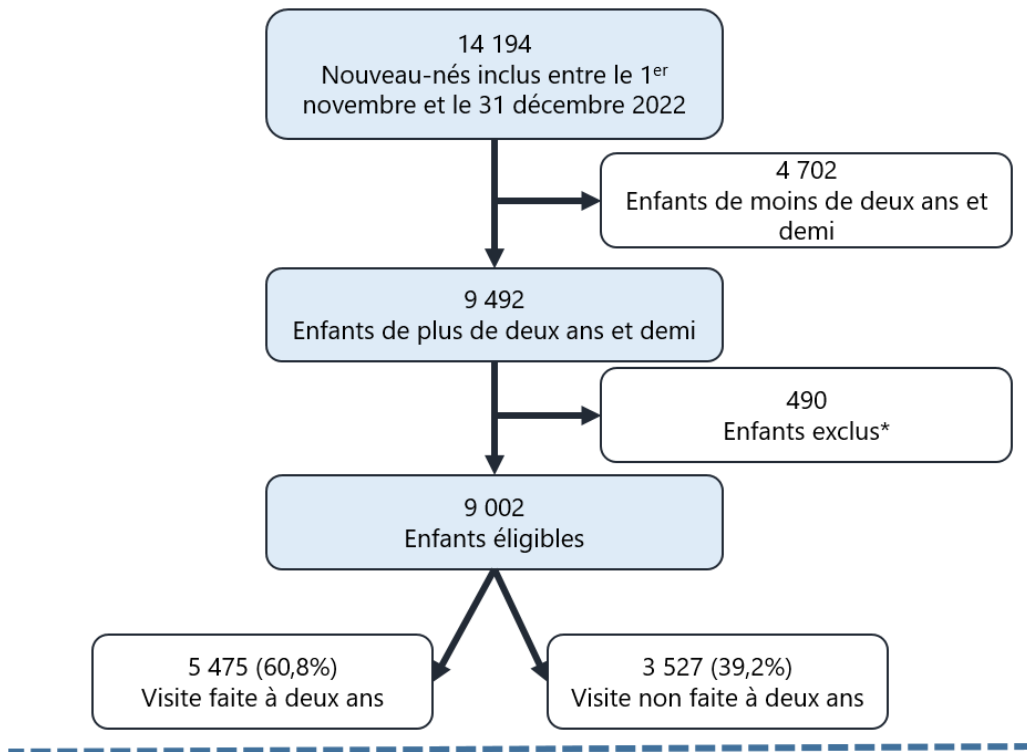 14 194
Nouveau-nés inclus entre le 1er
novembre et le 31 décembre 2022
4 702
Enfants de moins de deux ans et
demi
9 492
Enfants de plus de deux ans et demi
490
Enfants exclus*
9 002
Enfants éligibles
5 475 (60,8%)
Visite faite à deux ans
3 527 (39,2%)
Visite non faite à deux ans